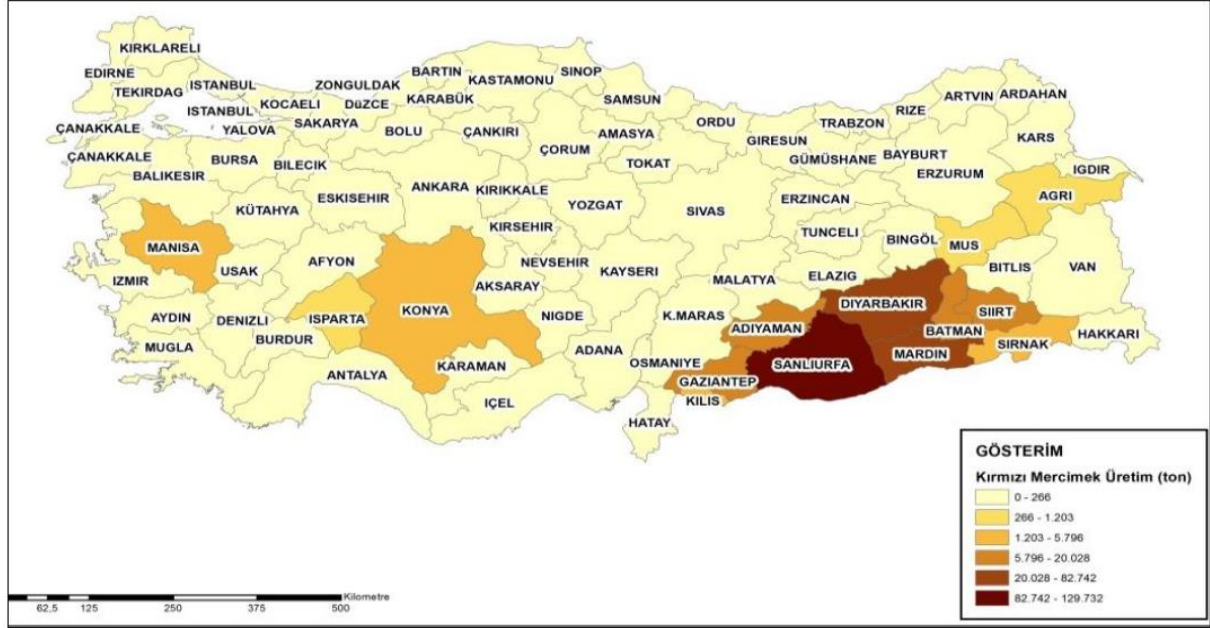 KIRKLARELI
EDIRNE
TEKIRDAG
ISTANBUL
ISTANBUL
KOCAELI
YALOVA
SAKARYA
DüZCE
ZONGULDAK
BARTIN
KARABÜK
KASTAMONU
SINOP
SAMSUN
ORDU
GIRESUN
TRABZON
RIZE
ARTVIN
ARDAHAN
KARS
ÇANAKKALE
ÇANAKKALE
BALIKESIR
BURSA
BILECIK
BOLU
ÇANKIRI
ÇORUM
AMASYA
TOKAT
GÜMÜSHANE
BAYBURT
ERZURUM
IGDIR
AGRI
KÜTAHYA
ESKISEHIR
ANKARA
KIRIKKALE
YOZGAT
SIVAS
ERZINCAN
TUNCELI
BINGÖL
MUS
BITLIS
VAN
MANISA
IZMIR
USAK
AFYON
KIRSEHIR
NEVSEHIR
AKSARAY
KAYSERI
MALATYA
ELAZIG
DIYARBAKIR
SIIRT
BATMAN
SIRNAK
HAKKARI
AYDIN
DENIZLI
ISPARTA
BURDUR
KONYA
NIGDE
K.MARAS
ADIYAMAN
SANLIURFA
MARDIN
MUGLA
ANTALYA
KARAMAN
IÇEL
ADANA
OSMANIYE
GAZIANTEP
KILIS
HATAY
GÖSTERİM
Kırmızı Mercimek Üretim (ton)
0 - 266
266 - 1.203
1.203 - 5.796
5.796 - 20.028
20.028 - 82.742
82.742 - 129.732
Kilometre
62,5 125 250 375 500